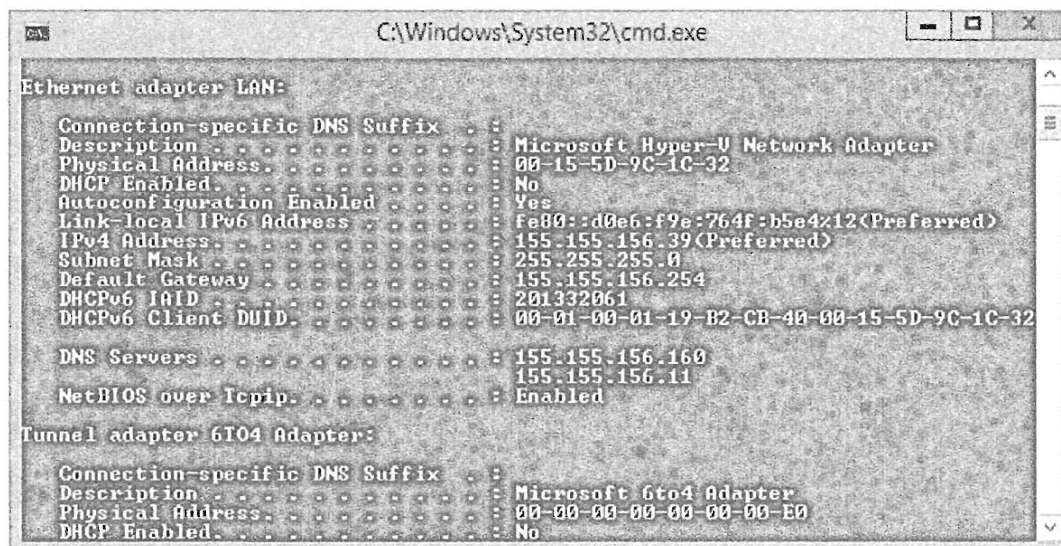 C:\Windows\System32\cmd.exe
Ethernet adapter LAN:
Connection-specific DNS Suffix . :
Description . . . . . . . . . . . : Microsoft Hyper-V Network Adapter
Physical Address. . . . . . . . . : 00-15-5D-9C-1C-32
DHCP Enabled. . . . . . . . . . . : No
Autoconfiguration Enabled . . . . : Yes
Link-local IPv6 Address . . . . . : fe80::d0e6:f9e:764f:b5e4%12(Preferred)
IPv4 Address. . . . . . . . . . . : 155.155.156.39(Preferred)
Subnet Mask . . . . . . . . . . . : 255.255.255.0
Default Gateway . . . . . . . . . : 155.155.156.254
DHCPv6 IAID . . . . . . . . . . . : 201332061
DHCPv6 Client DUID. . . . . . . . : 00-01-00-01-19-B2-CB-40-00-15-5D-9C-1C-32
DNS Servers . . . . . . . . . . . : 155.155.156.160
155.155.156.11
NetBIOS over Tcpip. . . . . . . . : Enabled
Tunnel adapter 6TO4 Adapter:
Connection-specific DNS Suffix . :
Description . . . . . . . . . . . : Microsoft 6to4 Adapter
Physical Address. . . . . . . . . : 00-00-00-00-00-00-00-E0
DHCP Enabled. . . . . . . . . . . : No